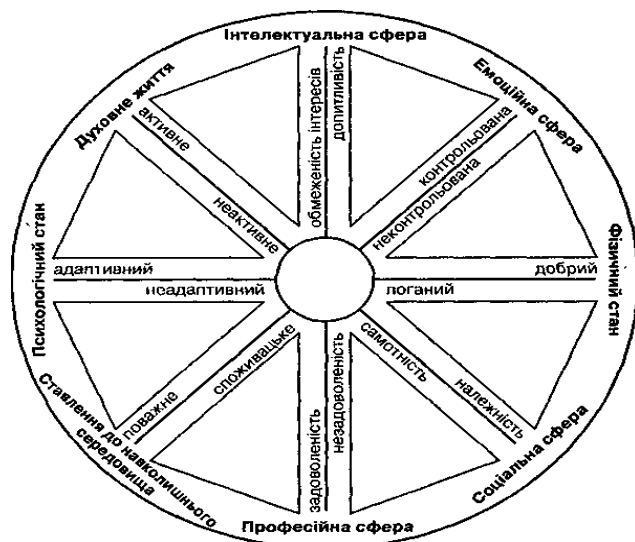 Інтелектуальна сфера
Духовне життя
Емоційна сфера
активне
неактивне
обмеженість інтересів
допитливість
контрольована
неконтрольована
Психологічний стан
адаптивний
неадаптивний
добрий
поганий
Фізичний стан
поважне
споживацьке
задоволеність
незадоволеність
самотність
належність
Ставлення до навколишнього
середовища
Професійна сфера
Соціальна сфера